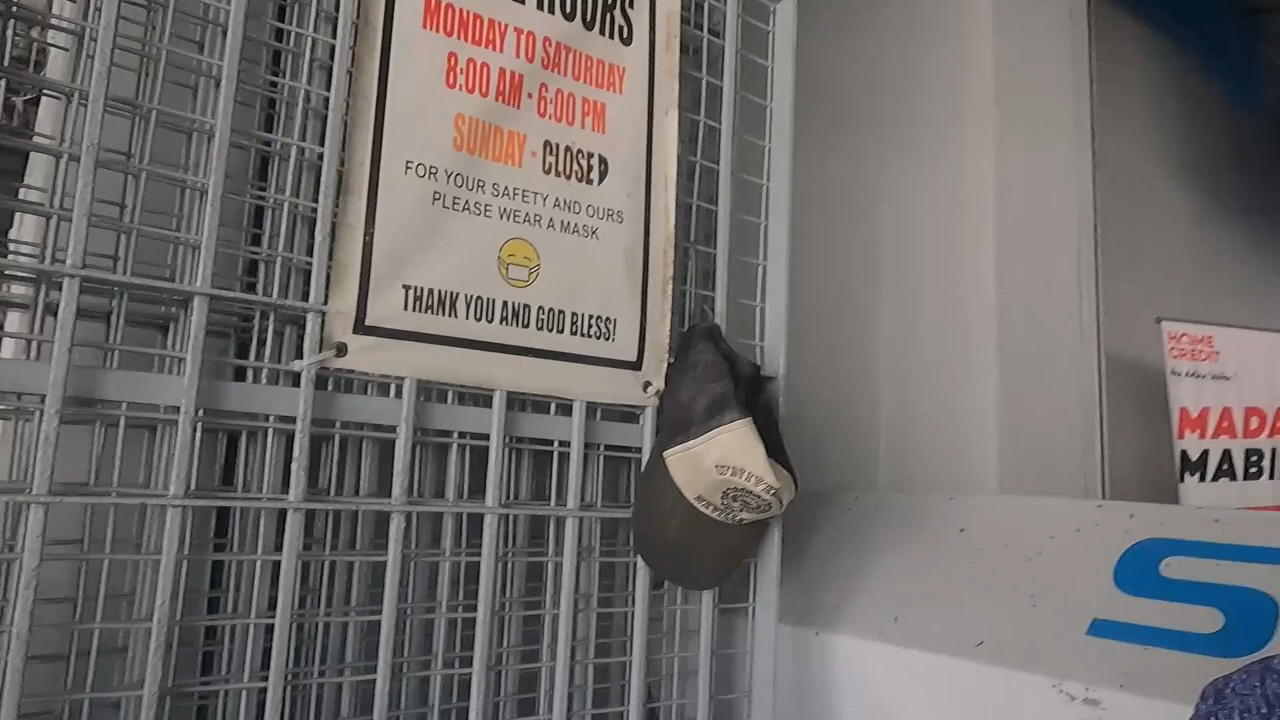 HOURS
MONDAY TO SATURDAY
8:00 AM - 6:00 PM
SUNDAY - CLOSED
FOR YOUR SAFETY AND OURS
PLEASE WEAR A MASK
THANK YOU AND GOD BLESS!
HOME
CREDIT
MADA
MABI
S